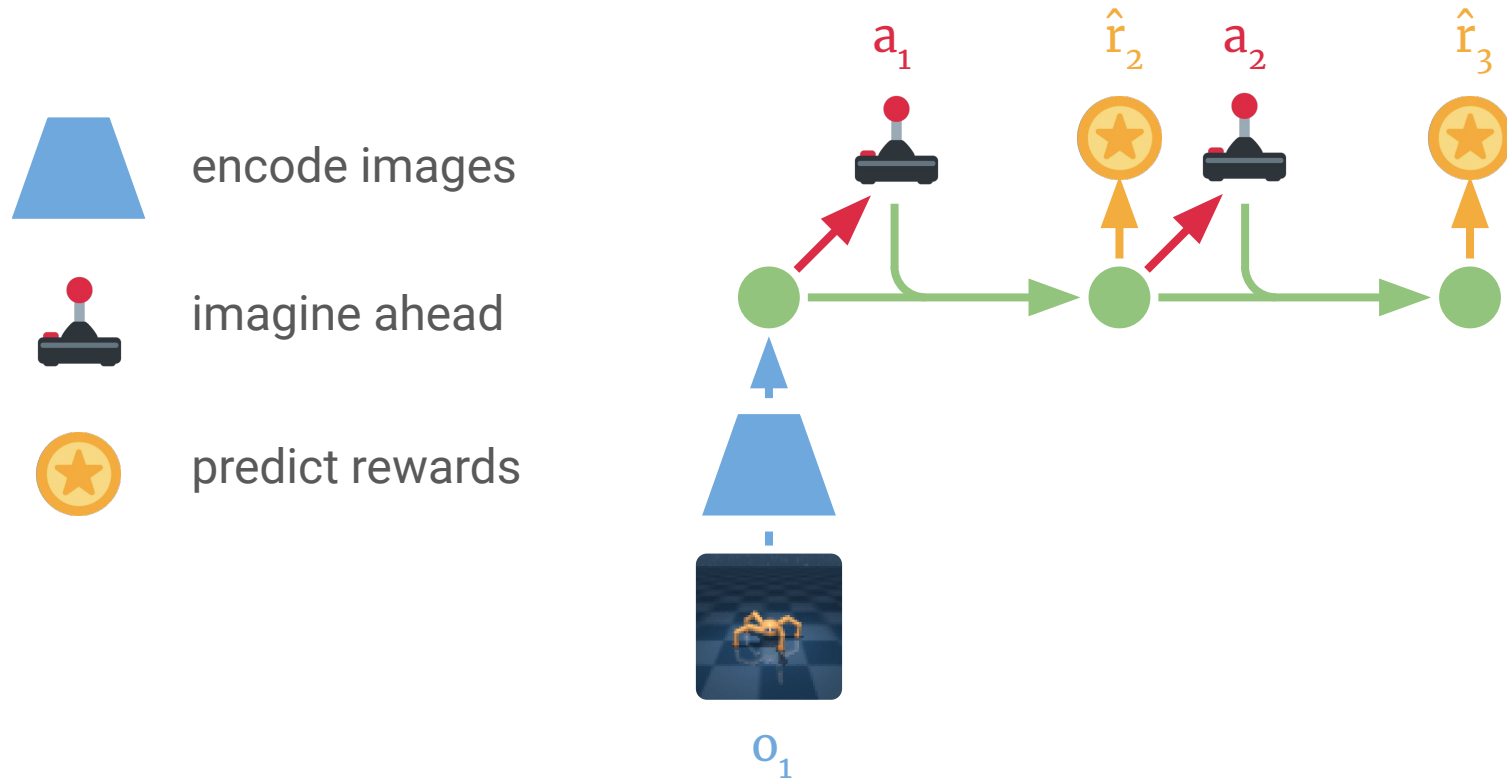 encode images
imagine ahead
predict rewards
a₁ r̂₂ a₂ r̂₃
o₁